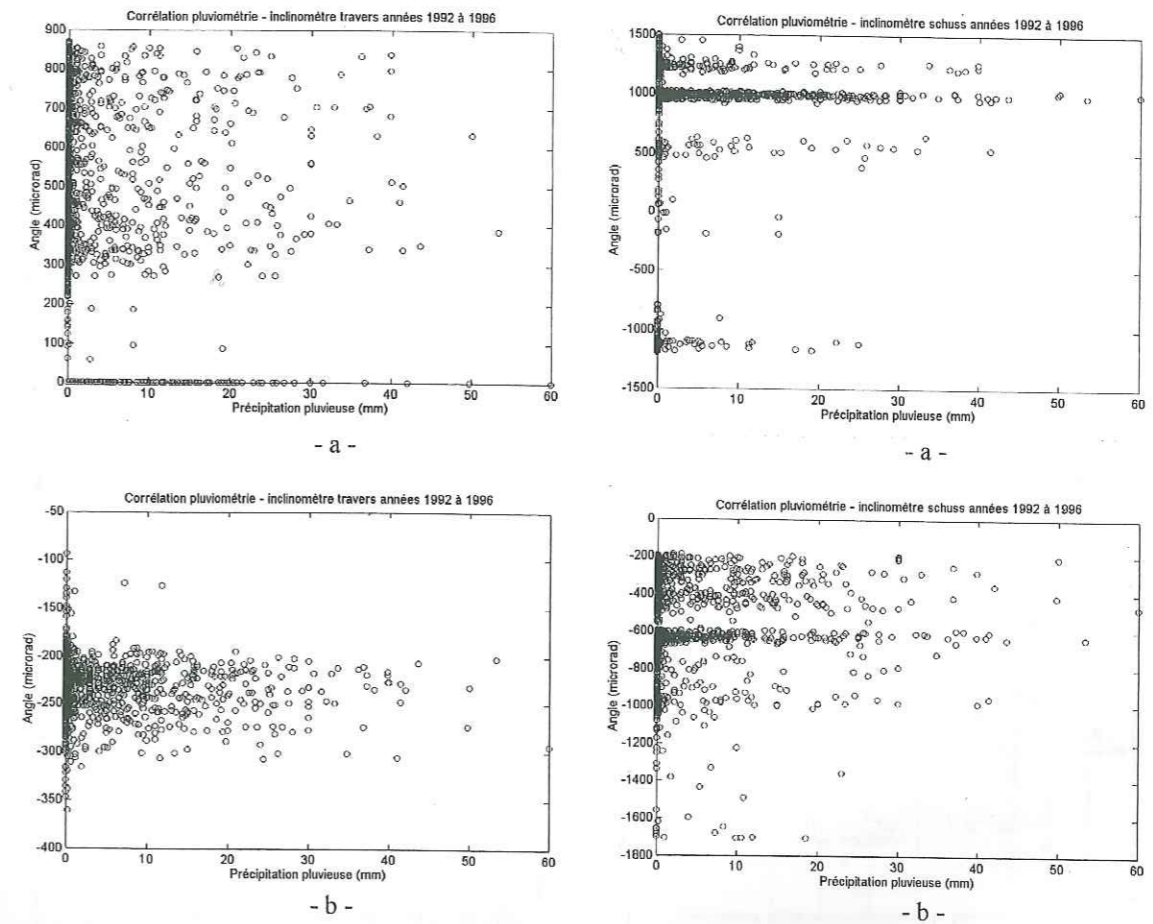 Corrélation pluviométrie - inclinomètre travers années 1992 à 1996
900
800
700
600
500
400
300
200
100
0
Angle (microrad)
0 10 20 30 40 50 60
Précipitation pluvieuse (mm)
- a -
Corrélation pluviométrie - inclinomètre schuss années 1992 à 1996
1500
1000
500
0
-500
-1000
-1500
Angle (microrad)
0 10 20 30 40 50 60
Précipitation pluvieuse (mm)
- a -
Corrélation pluviométrie - inclinomètre travers années 1992 à 1996
-50
-100
-150
-200
-250
-300
-350
-400
Angle (microrad)
0 10 20 30 40 50 60
Précipitation pluvieuse (mm)
- b -
Corrélation pluviométrie - inclinomètre schuss années 1992 à 1996
0
-200
-400
-600
-800
-1000
-1200
-1400
-1600
-1800
Angle (microrad)
0 10 20 30 40 50 60
Précipitation pluvieuse (mm)
- b -